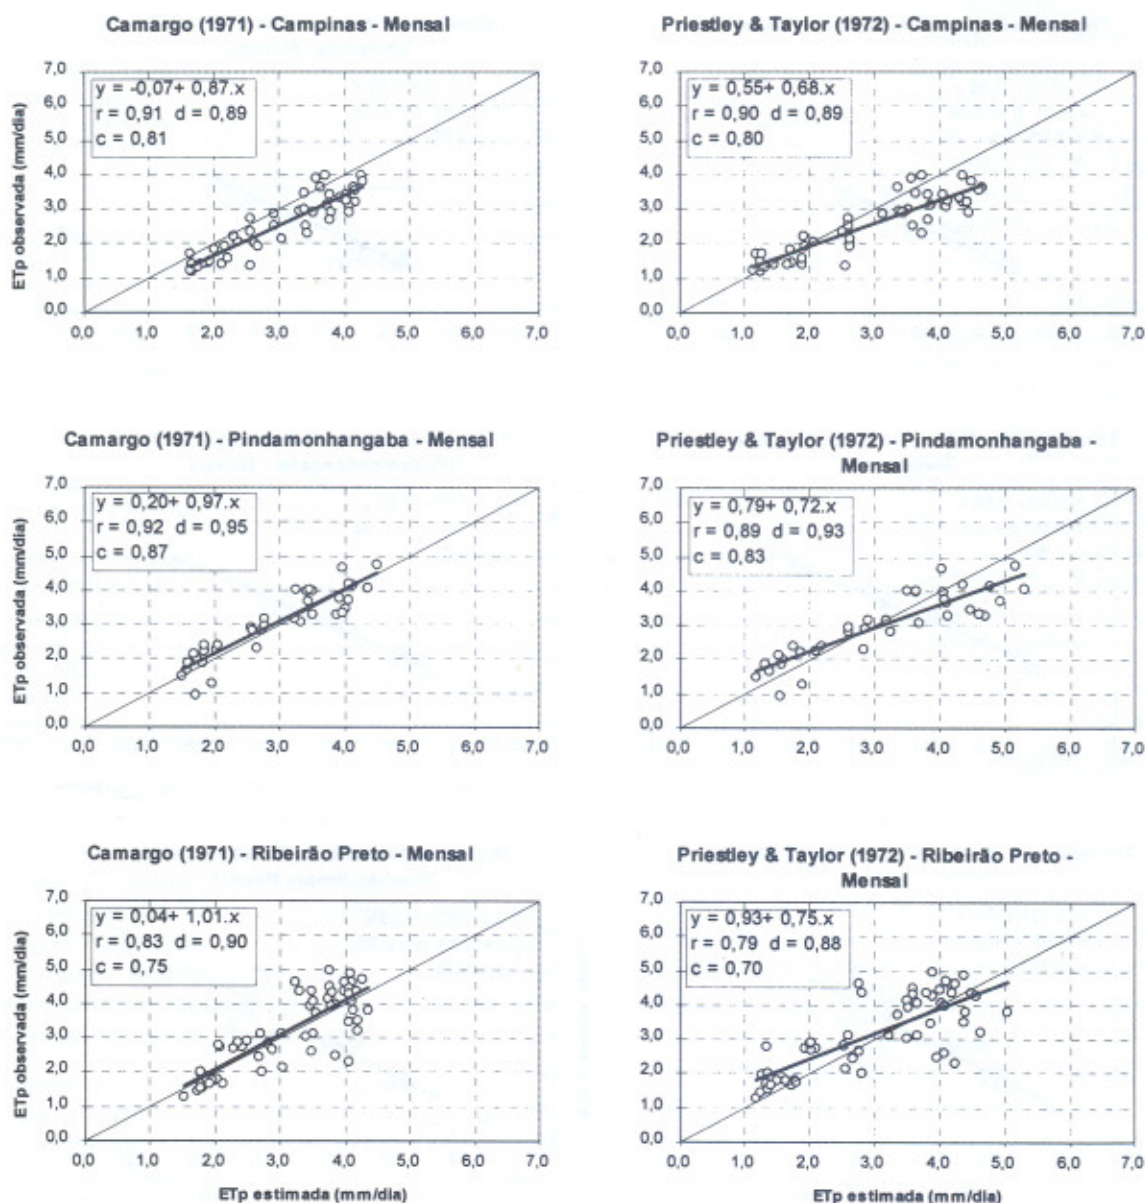 Camargo (1971) - Campinas - Mensal
7,0
6,0
5,0
4,0
3,0
2,0
1,0
0,0
ETp observada (mm/dia)
y = -0,07+ 0,87.x
r = 0,91 d = 0,89
c = 0,81
0,0 1,0 2,0 3,0 4,0 5,0 6,0 7,0
Priestley & Taylor (1972) - Campinas - Mensal
7,0
6,0
5,0
4,0
3,0
2,0
1,0
0,0
y = 0,55+ 0,68.x
r = 0,90 d = 0,89
c = 0,80
0,0 1,0 2,0 3,0 4,0 5,0 6,0 7,0
Camargo (1971) - Pindamonhangaba - Mensal
7,0
6,0
5,0
4,0
3,0
2,0
1,0
0,0
ETp observada (mm/dia)
y = 0,20+ 0,97.x
r = 0,92 d = 0,95
c = 0,87
0,0 1,0 2,0 3,0 4,0 5,0 6,0 7,0
Priestley & Taylor (1972) - Pindamonhangaba -
Mensal
7,0
6,0
5,0
4,0
3,0
2,0
1,0
0,0
y = 0,79+ 0,72.x
r = 0,89 d = 0,93
c = 0,83
0,0 1,0 2,0 3,0 4,0 5,0 6,0 7,0
Camargo (1971) - Ribeirão Preto - Mensal
7,0
6,0
5,0
4,0
3,0
2,0
1,0
0,0
ETp observada (mm/dia)
y = 0,04+ 1,01.x
r = 0,83 d = 0,90
c = 0,75
0,0 1,0 2,0 3,0 4,0 5,0 6,0 7,0
ETp estimada (mm/dia)
Priestley & Taylor (1972) - Ribeirão Preto -
Mensal
7,0
6,0
5,0
4,0
3,0
2,0
1,0
0,0
y = 0,93+ 0,75.x
r = 0,79 d = 0,88
c = 0,70
0,0 1,0 2,0 3,0 4,0 5,0 6,0 7,0
ETp estimada (mm/dia)